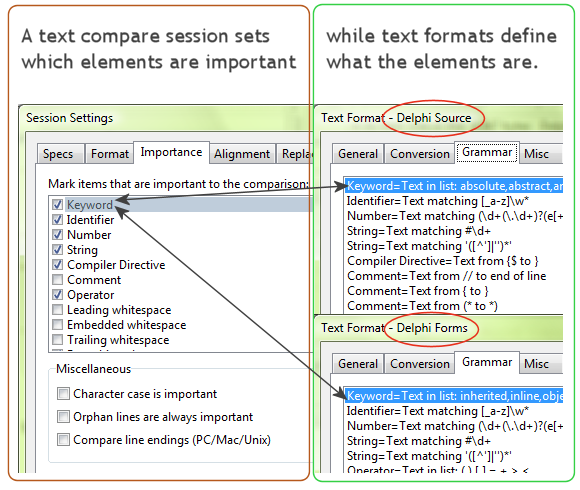 A text compare session sets
which elements are important
while text formats define
what the elements are.
Session Settings
Specs
Format
Importance
Alignment
Mark items that are important to the comparison:
Keyword
Identifier
Number
String
Compiler Directive
Comment
Operator
Leading whitespace
Embedded whitespace
Trailing whitespace
Miscellaneous
Character case is important
Orphan lines are always important
Compare line endings (PC/Mac/Unix)
Text Format - Delphi Source
General
Conversion
Grammar
Misc
Keyword=Text in list: absolute,abstract,ar
Identifier=Text matching [_a-z]\w*
Number=Text matching (\d+(\.\d+)?(e[+
String=Text matching #\d+
String=Text matching '([^']|'')*'
Compiler Directive=Text from {$ to }
Comment=Text from // to end of line
Comment=Text from { to }
Comment=Text from (* to *)
Text Format - Delphi Forms
General
Conversion
Grammar
Misc
Keyword=Text in list: inherited,inline,obje
Identifier=Text matching [_a-z]\w*
Number=Text matching (\d+(\.\d+)?(e[+
String=Text matching #\d+
String=Text matching '([^']|'')*'
Operator=Text in list: ( ) [ ] = + > <